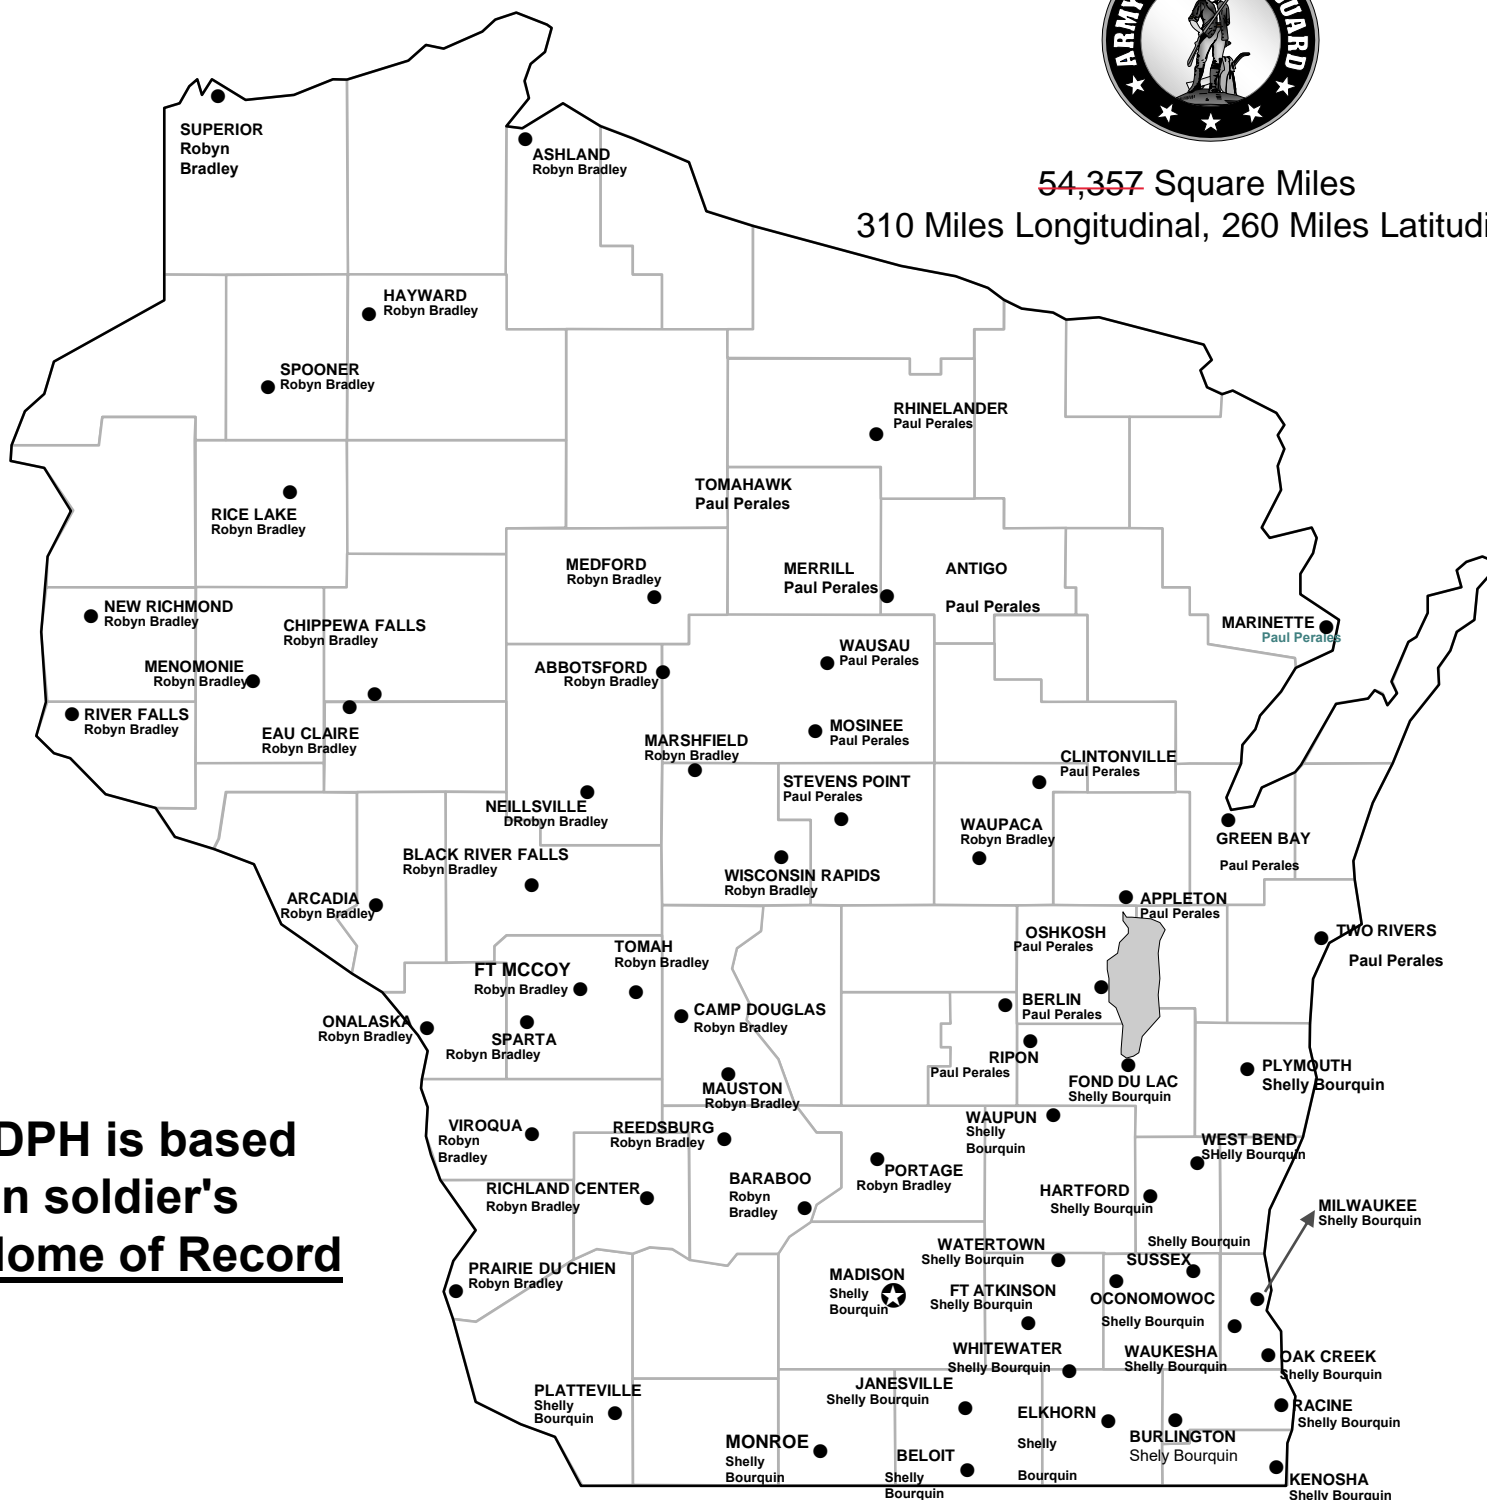 ARMY
UARD
54,357 Square Miles
310 Miles Longitudinal, 260 Miles Latitudi
SUPERIOR
Robyn
Bradley
ASHLAND
Robyn Bradley
HAYWARD
Robyn Bradley
SPOONER
Robyn Bradley
RHINELANDER
Paul Perales
TOMAHAWK
Paul Perales
RICE LAKE
Robyn Bradley
MEDFORD
Robyn Bradley
MERRILL
Paul Perales
ANTIGO
Paul Perales
NEW RICHMOND
Robyn Bradley
CHIPPEWA FALLS
Robyn Bradley
MARINETTE
Paul Perales
WAUSAU
Paul Perales
MENOMONIE
Robyn Bradley
ABBOTSFORD
Robyn Bradley
RIVER FALLS
Robyn Bradley
EAU CLAIRE
Robyn Bradley
MOSINEE
Paul Perales
MARSHFIELD
Robyn Bradley
CLINTONVILLE
Paul Perales
STEVENS POINT
Paul Perales
NEILLSVILLE
DRobyn Bradley
WAUPACA
Robyn Bradley
GREEN BAY
Paul Perales
BLACK RIVER FALLS
Robyn Bradley
WISCONSIN RAPIDS
Robyn Bradley
ARCADIA
Robyn Bradley
APPLETON
Paul Perales
OSHKOSH
Paul Perales
TWO RIVERS
Paul Perales
TOMAH
Robyn Bradley
FT MCCOY
Robyn Bradley
BERLIN
Paul Perales
CAMP DOUGLAS
Robyn Bradley
ONALASKA
Robyn Bradley
SPARTA
Robyn Bradley
RIPON
Paul Perales
PLYMOUTH
Shelly Bourquin
FOND DU LAC
Shelly Bourquin
MAUSTON
Robyn Bradley
WAUPUN
Shelly
Bourquin
VIROQUA
Robyn
Bradley
REEDSBURG
Robyn Bradley
WEST BEND
SHelly Bourquin
DPH is based
n soldier's
lome of Record
PORTAGE
Robyn Bradley
BARABOO
Robyn
Bradley
RICHLAND CENTER
Robyn Bradley
HARTFORD
Shelly Bourquin
MILWAUKEE
Shelly Bourquin
Shelly Bourquin
SUSSEX
WATERTOWN
Shelly Bourquin
PRAIRIE DU CHIEN
Robyn Bradley
MADISON
Shelly
Bourquin
FT ATKINSON
Shelly Bourquin
OCONOMOWOC
Shelly Bourquin
WHITEWATER
Shelly Bourquin
WAUKESHA
Shelly Bourquin
OAK CREEK
Shelly Bourquin
PLATTEVILLE
Shelly
Bourquin
JANESVILLE
Shelly Bourquin
ELKHORN
Shelly
Bourquin
RACINE
Shelly Bourquin
BURLINGTON
Shely Bourquin
MONROE
Shelly
Bourquin
BELOIT
Shelly
Bourquin
KENOSHA
Shelly Bourquin